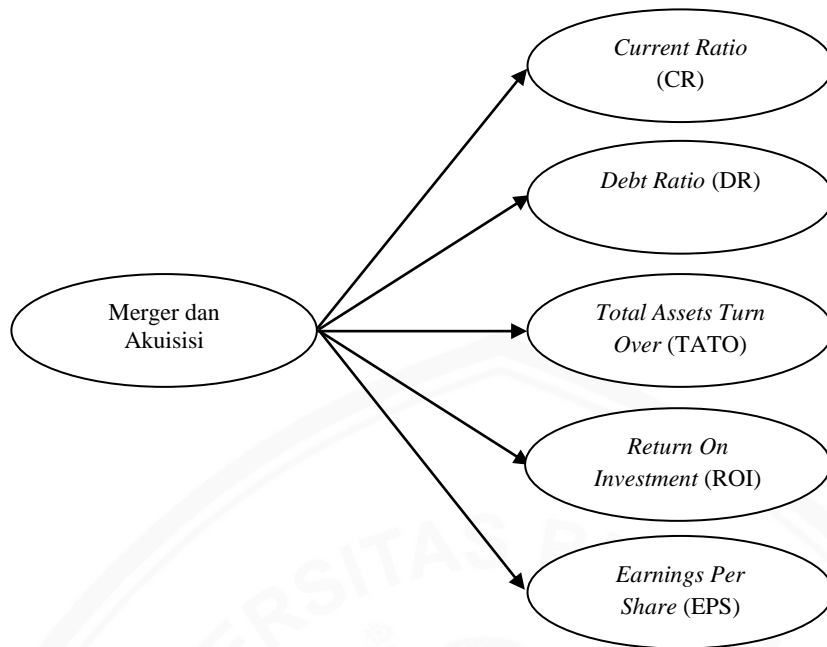 Current Ratio
(CR)
Debt Ratio (DR)
Merger dan
Akuisisi
Total Assets Turn
Over (TATO)
Return On
Investment (ROI)
Earnings Per
Share (EPS)